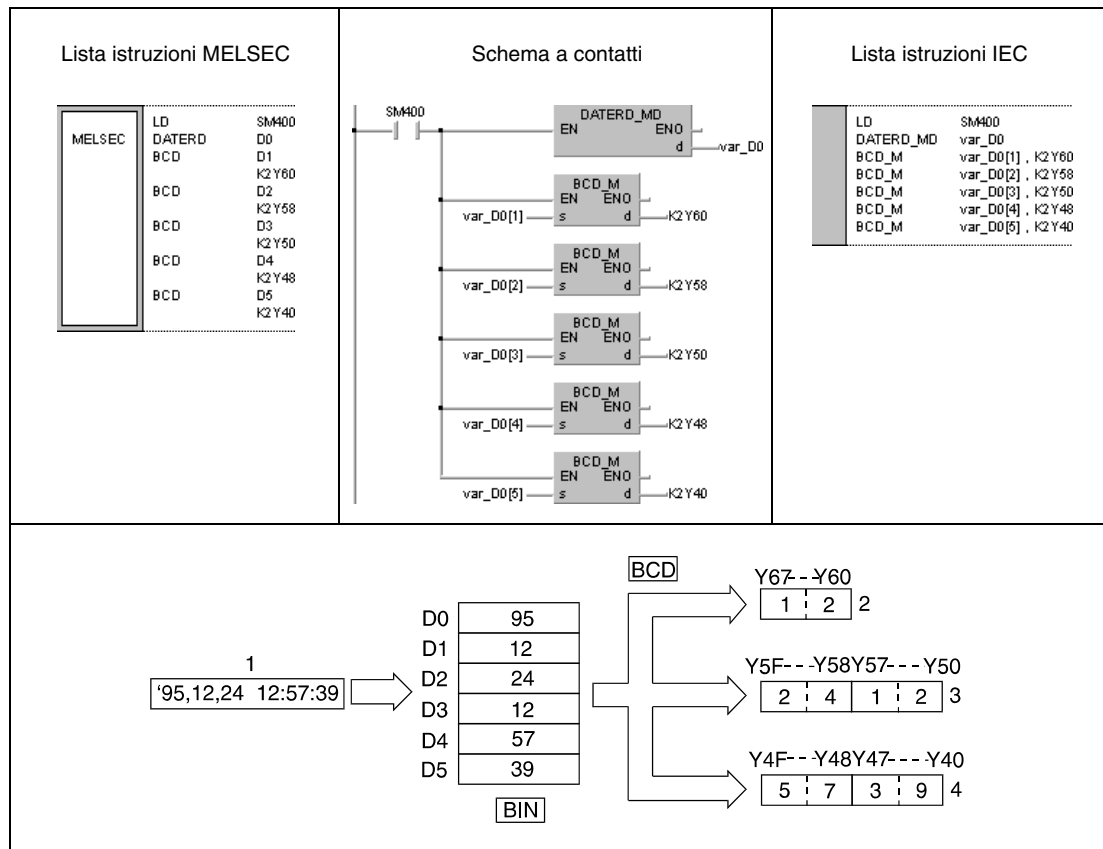 Lista istruzioni MELSEC
MELSEC
LD SM400
DATERD D0
BCD D1
K2Y60
BCD D2
K2Y58
BCD D3
K2Y50
BCD D4
K2Y48
BCD D5
K2Y40
Schema a contatti
SM400
DATERD_MD
EN ENO
d var_D0
BCD_M
EN ENO
var_D0[1] s d K2Y60
BCD_M
EN ENO
var_D0[2] s d K2Y58
BCD_M
EN ENO
var_D0[3] s d K2Y50
BCD_M
EN ENO
var_D0[4] s d K2Y48
BCD_M
EN ENO
var_D0[5] s d K2Y40
Lista istruzioni IEC
LD SM400
DATERD_MD var_D0
BCD_M var_D0[1] , K2Y60
BCD_M var_D0[2] , K2Y58
BCD_M var_D0[3] , K2Y50
BCD_M var_D0[4] , K2Y48
BCD_M var_D0[5] , K2Y40
1
'95,12,24 12:57:39
D0 95
D1 12
D2 24
D3 12
D4 57
D5 39
BIN
BCD
Y67---Y60
1 2 2
Y5F---Y58Y57----Y50
2 4 1 2 3
Y4F---Y48Y47----Y40
5 7 3 9 4